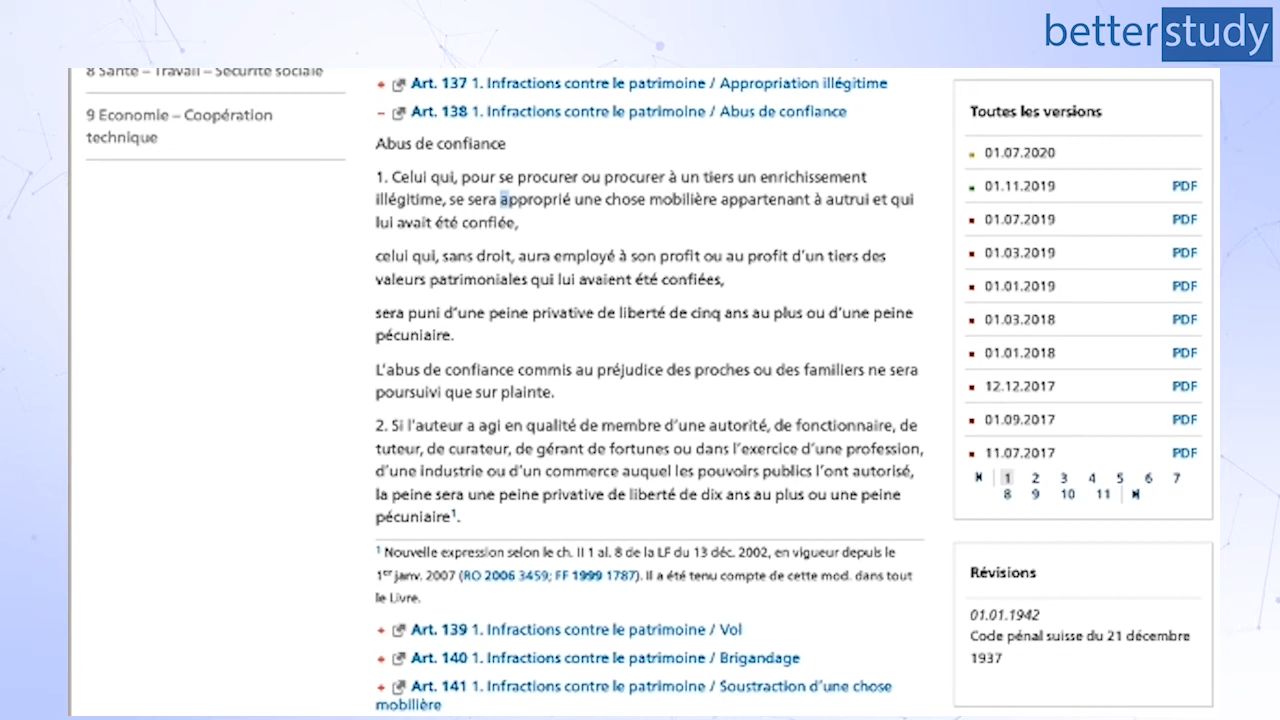 betterstudy
8 Santé – Travail – Sécurité sociale
9 Economie – Coopération
technique
Art. 137 1. Infractions contre le patrimoine / Appropriation illégitime
Art. 138 1. Infractions contre le patrimoine / Abus de confiance
Abus de confiance
1. Celui qui, pour se procurer ou procurer à un tiers un enrichissement
illégitime, se sera approprié une chose mobilière appartenant à autrui et qui
lui avait été confiée,
celui qui, sans droit, aura employé à son profit ou au profit d'un tiers des
valeurs patrimoniales qui lui avaient été confiées,
sera puni d'une peine privative de liberté de cinq ans au plus ou d'une peine
pécuniaire.
L'abus de confiance commis au préjudice des proches ou des familiers ne sera
poursuivi que sur plainte.
2. Si l'auteur a agi en qualité de membre d'une autorité, de fonctionnaire, de
tuteur, de curateur, de gérant de fortunes ou dans l'exercice d'une profession,
d'une industrie ou d'un commerce auquel les pouvoirs publics l'ont autorisé,
la peine sera une peine privative de liberté de dix ans au plus ou une peine
pécuniaire¹.
¹ Nouvelle expression selon le ch. II 1 al. 8 de la LF du 13 déc. 2002, en vigueur depuis le
1er janv. 2007 (RO 2006 3459; FF 1999 1787). Il a été tenu compte de cette mod. dans tout
le Livre.
Art. 139 1. Infractions contre le patrimoine / Vol
Art. 140 1. Infractions contre le patrimoine / Brigandage
Art. 141 1. Infractions contre le patrimoine / Soustraction d'une chose
mobilière
Toutes les versions
01.07.2020
01.11.2019 PDF
01.07.2019 PDF
01.03.2019 PDF
01.01.2019 PDF
01.03.2018 PDF
01.01.2018 PDF
12.12.2017 PDF
01.09.2017 PDF
11.07.2017 PDF
1 2 3 4 5 6 7
8 9 10 11
Révisions
01.01.1942
Code pénal suisse du 21 décembre
1937